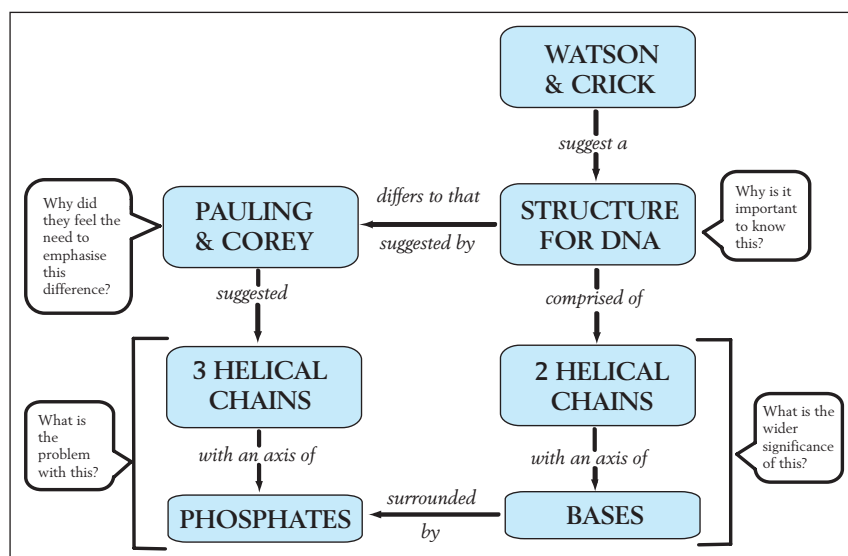 WATSON
& CRICK
suggest a
Why did
they feel the
need to
emphasise
this
difference?
PAULING
& COREY
differs to that
suggested by
STRUCTURE
FOR DNA
Why is it
important
to know
this?
suggested
comprised of
What is
the
problem
with this?
3 HELICAL
CHAINS
2 HELICAL
CHAINS
What is the
wider
significance
of this?
with an axis of
with an axis of
PHOSPHATES
surrounded
by
BASES